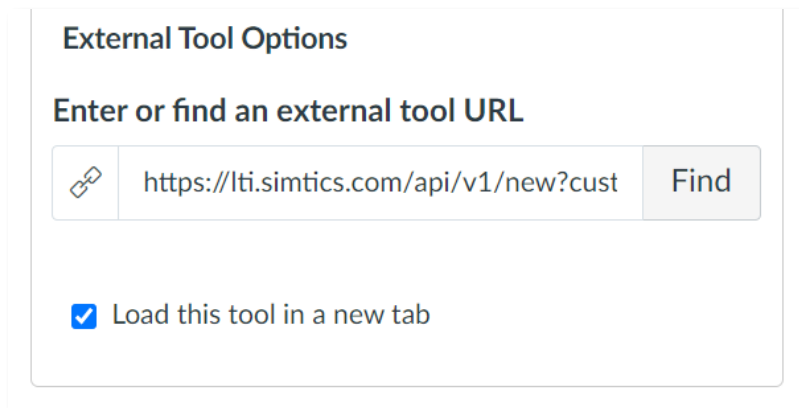 External Tool Options
Enter or find an external tool URL
https://lti.simtics.com/api/v1/new?cust Find
Load this tool in a new tab